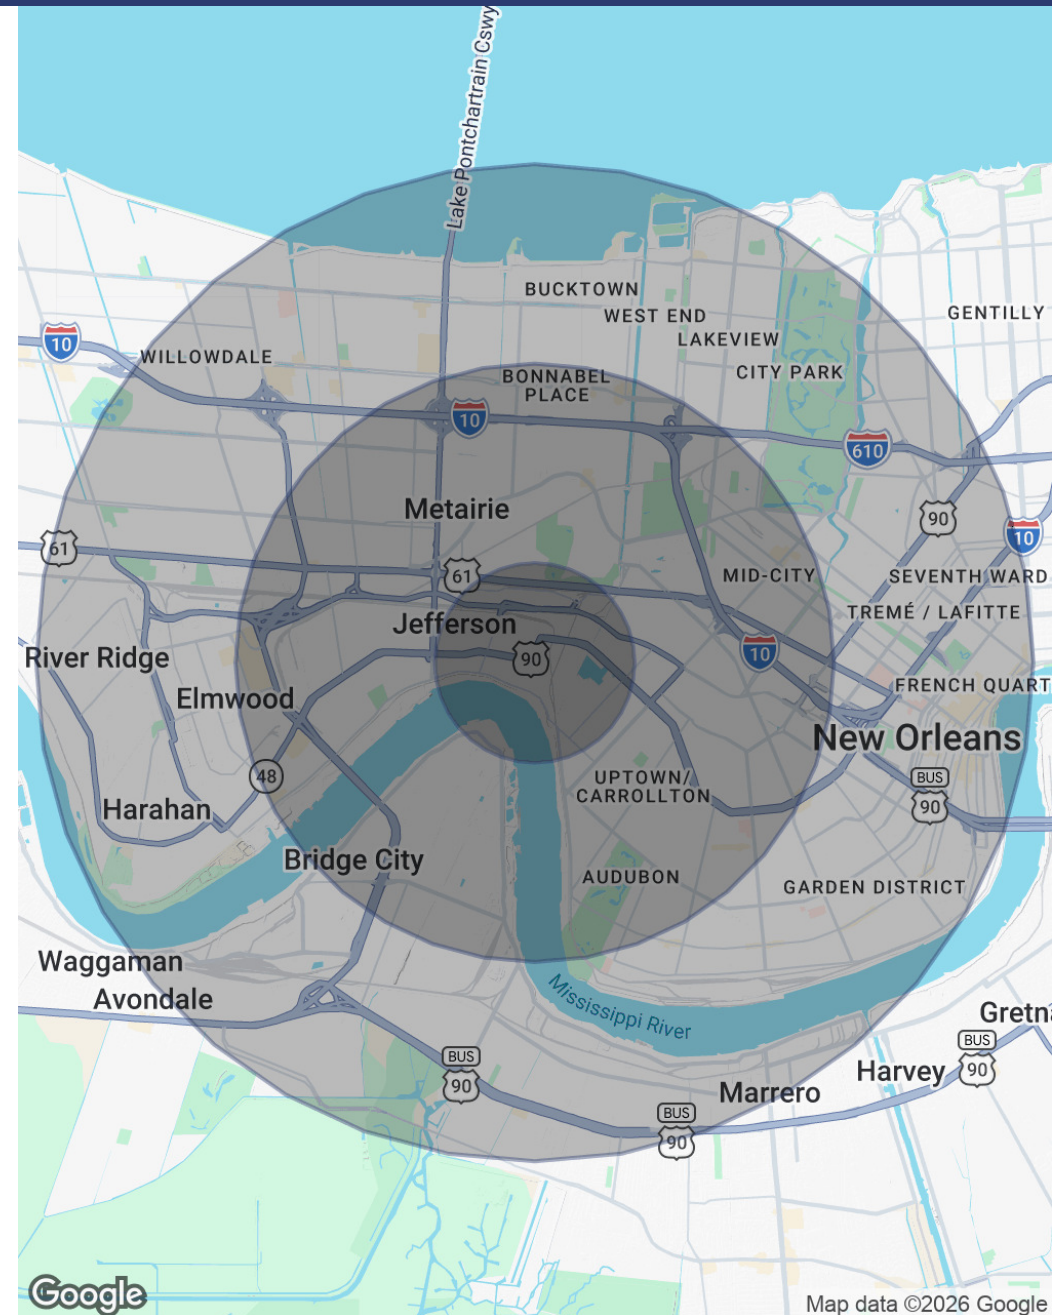 Lake Pontchartrain Cswy
BUCKTOWN
WEST END
GENTILLY
10
LAKEVIEW
WILLOWDALE
CITY PARK
BONNABEL
PLACE
10
610
Metairie
90
61
10
61
MID-CITY
SEVENTH WARD
TREMÉ / LAFITTE
Jefferson
10
River Ridge
90
FRENCH QUART
Elmwood
New Orleans
48
UPTOWN/
CARROLLTON
BUS
90
Harahan
Bridge City
AUDUBON
GARDEN DISTRICT
Waggaman
Avondale
Mississippi River
Gretna
BUS
90
Harvey
BUS
90
Marrero
BUS
90
Google
Map data ©2026 Google